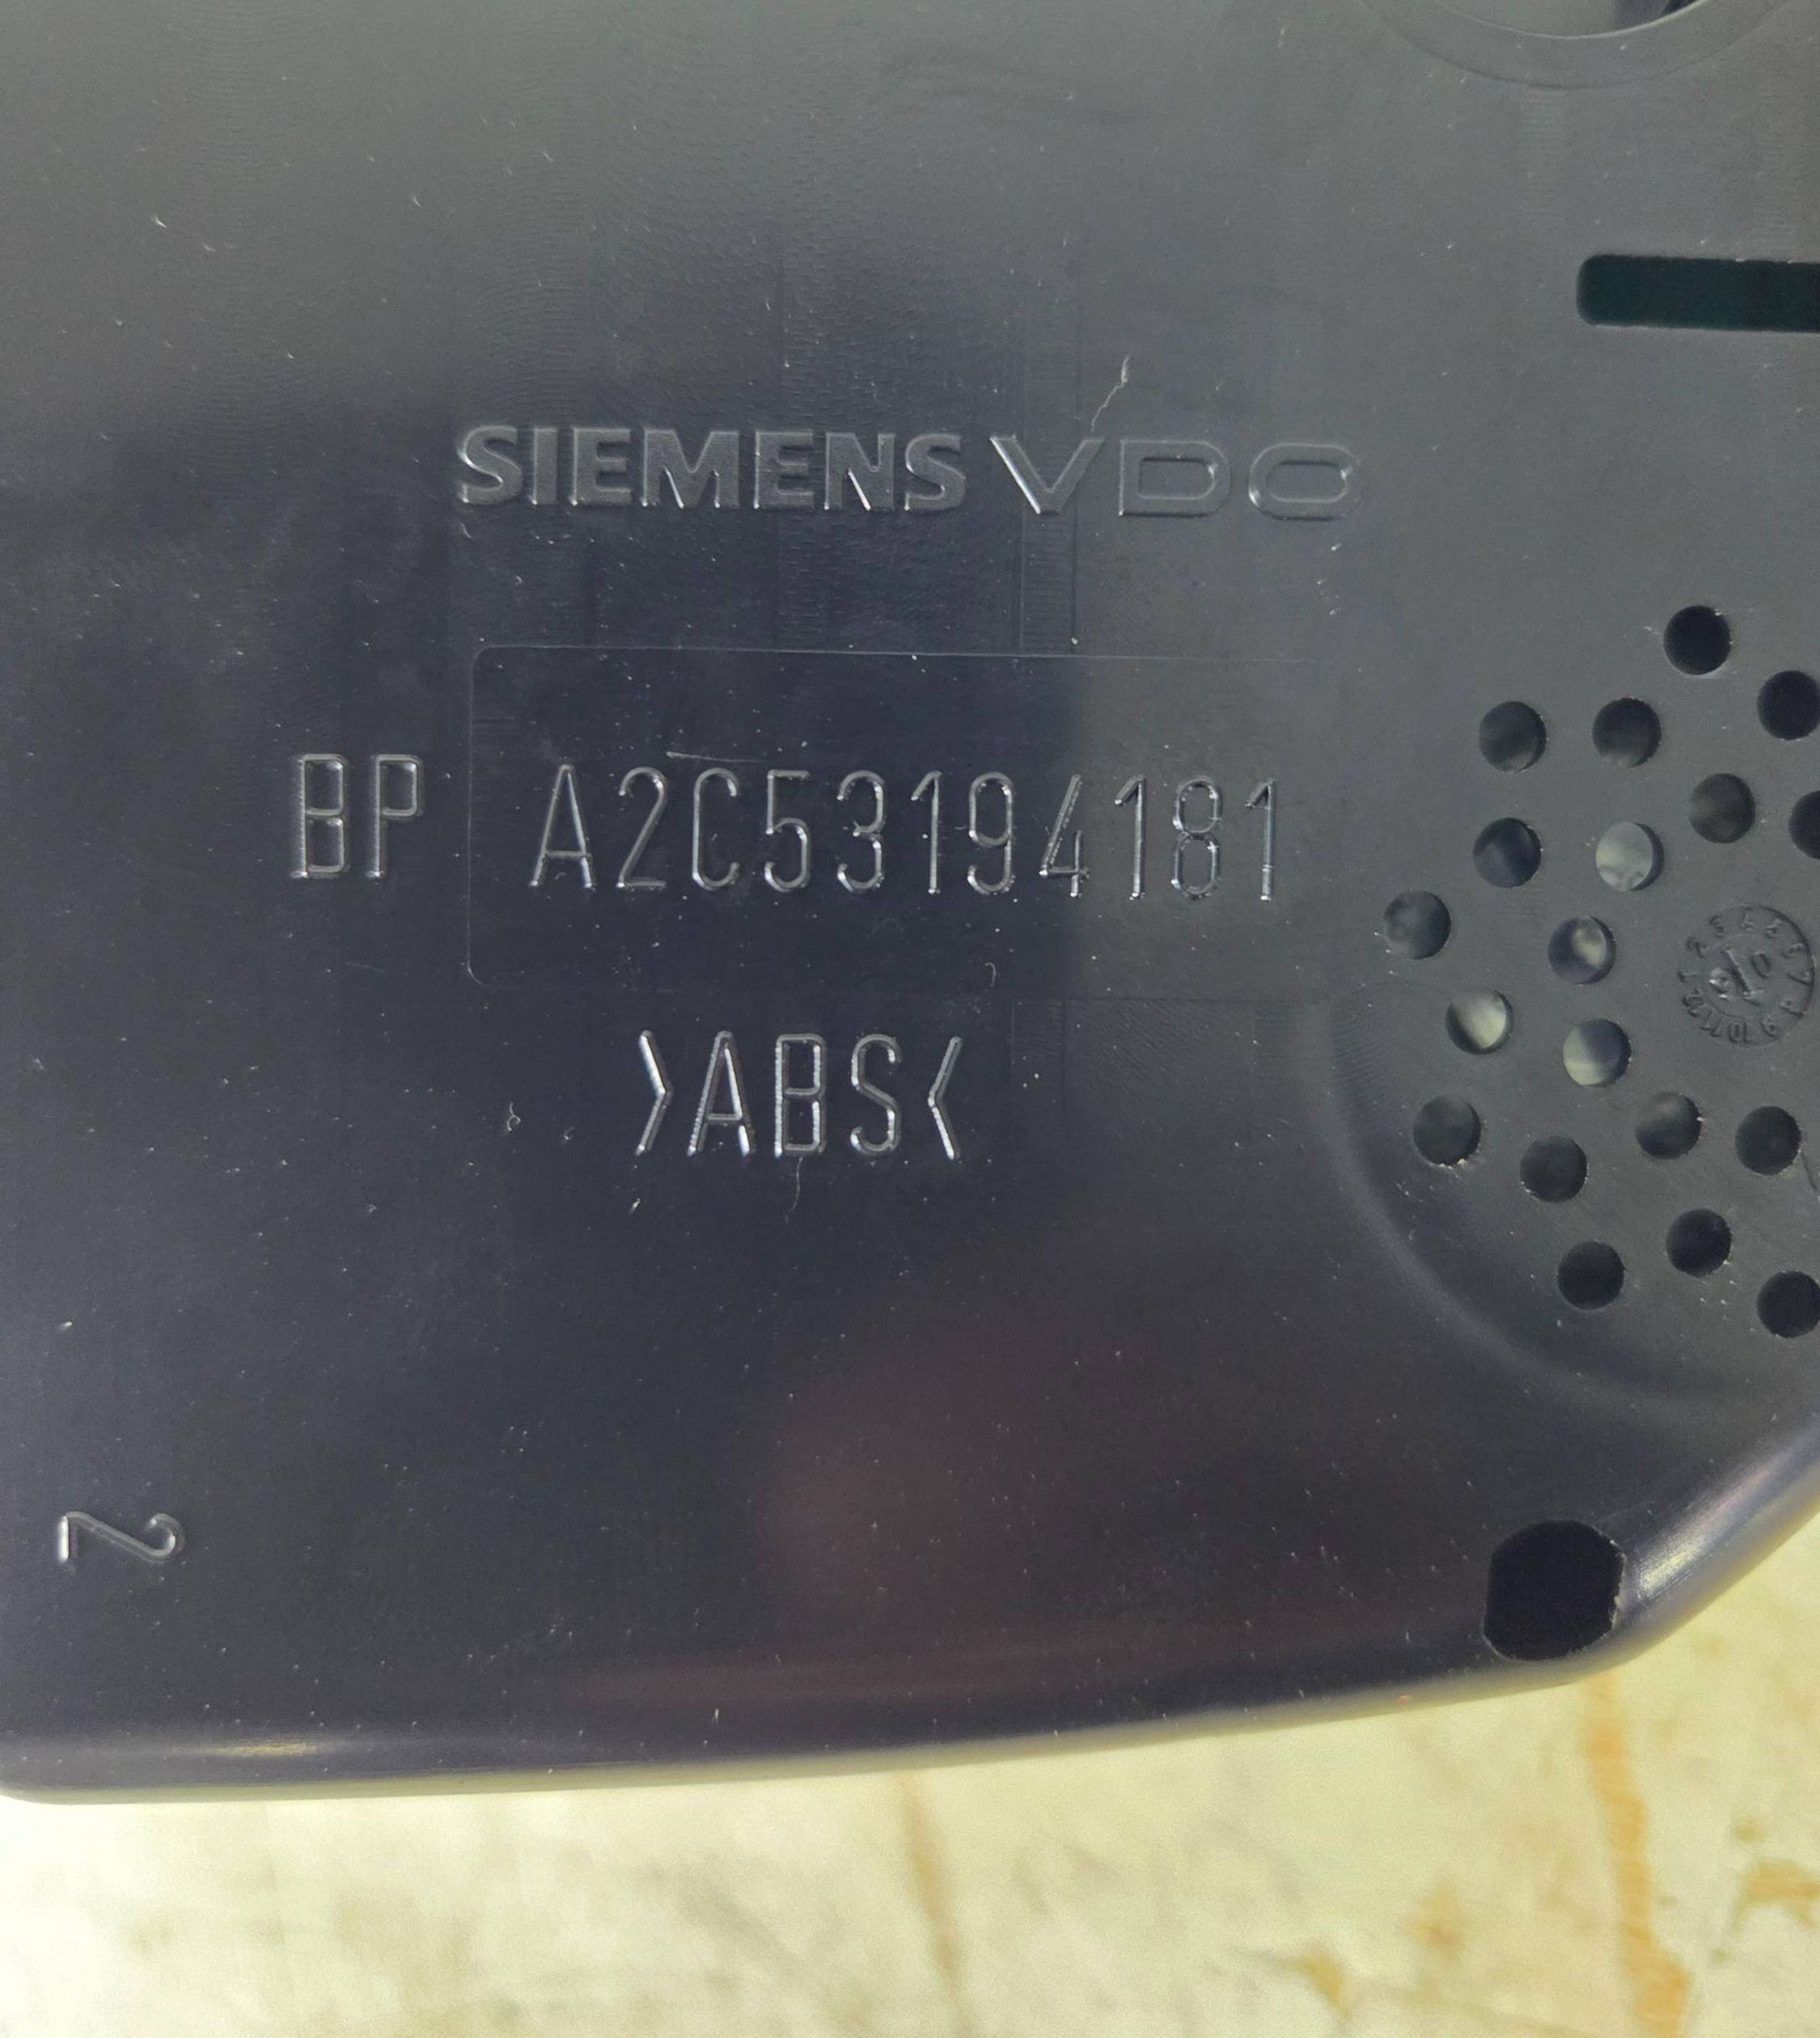 SIEMENS VDO
BP A2C53194181
>ABS<
2